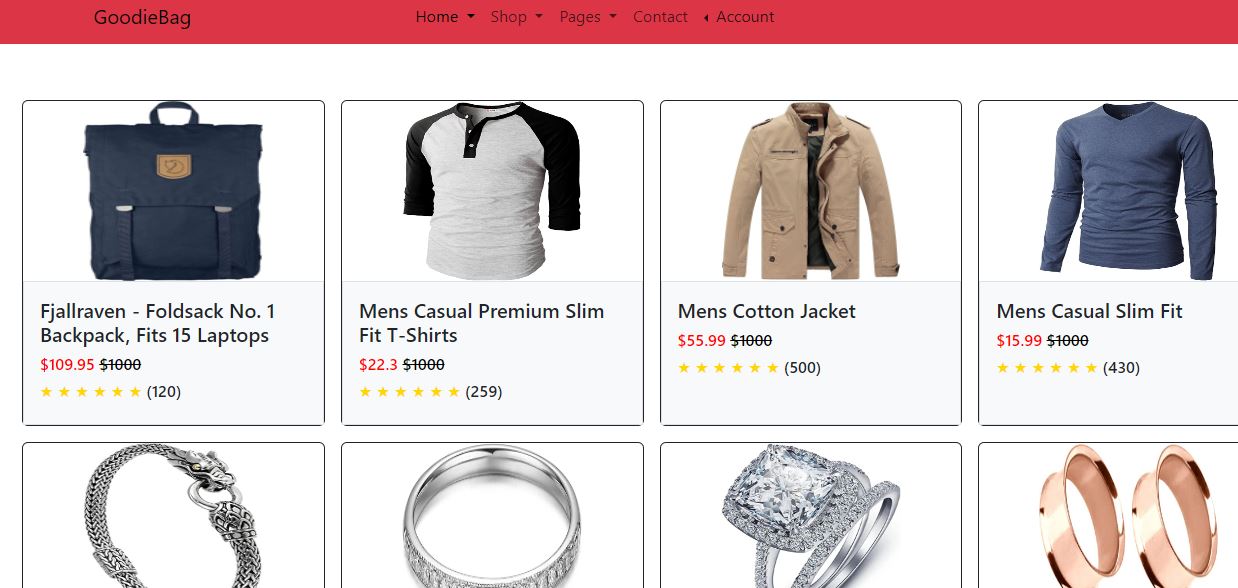 GoodieBag
Home Shop Pages Contact Account
Fjallraven - Foldsack No. 1
Backpack, Fits 15 Laptops
$109.95 $1000
★ ★ ★ ★ ★ ★ (120)
Mens Casual Premium Slim
Fit T-Shirts
$22.3 $1000
★ ★ ★ ★ ★ ★ (259)
Mens Cotton Jacket
$55.99 $1000
★ ★ ★ ★ ★ ★ (500)
Mens Casual Slim Fit
$15.99 $1000
★ ★ ★ ★ ★ ★ (430)